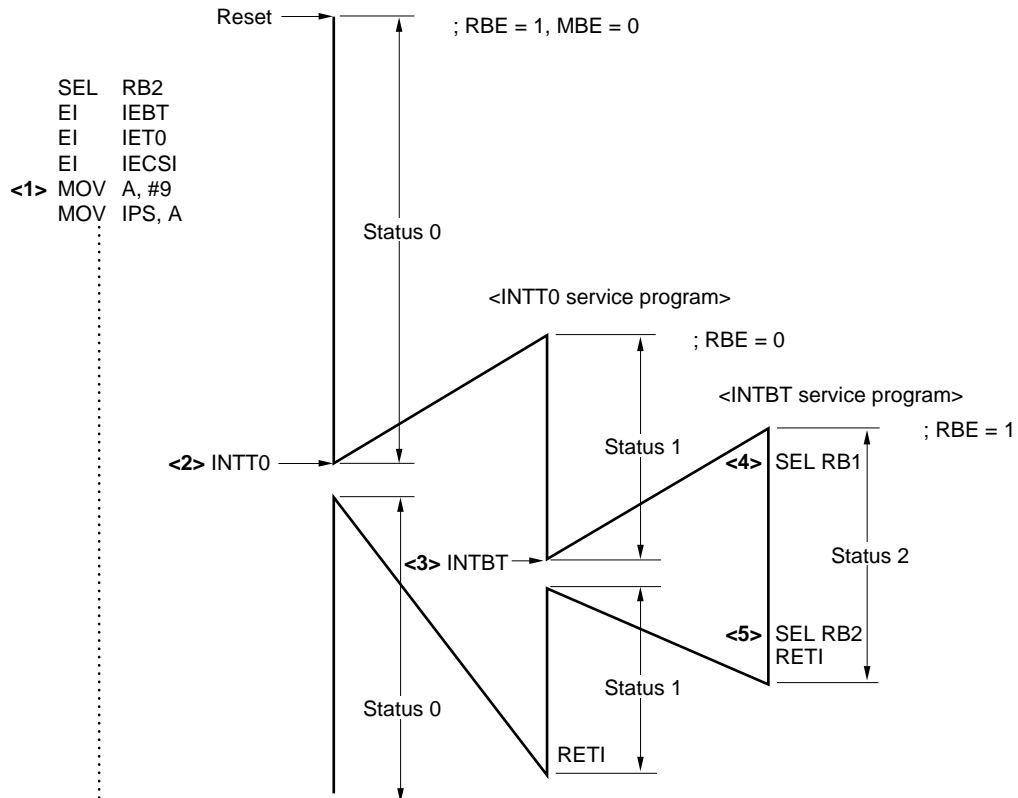 Reset
; RBE = 1, MBE = 0
SEL RB2
EI IEBT
EI IET0
EI IECSI
<1> MOV A, #9
MOV IPS, A
Status 0
<INTT0 service program>
; RBE = 0
<INTBT service program>
; RBE = 1
Status 1
<2> INTT0
<4> SEL RB1
<3> INTBT
Status 2
<5> SEL RB2
RETI
Status 1
Status 0
RETI